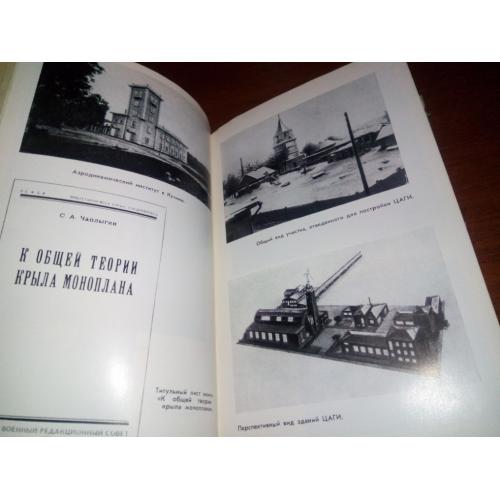 Аэродинамический институт в Кучине.
С. А. Чаплыгин
К ОБЩЕЙ ТЕОРИИ
КРЫЛА МОНОПЛАНА
Титульный лист книги
«К общей теории
крыла моноплана
ВОЕННЫЙ РЕДАКЦИОННЫЙ СОВЕТ
Общий вид участка, отведенного для постройки ЦАГИ.
Перспективный вид зданий ЦАГИ.